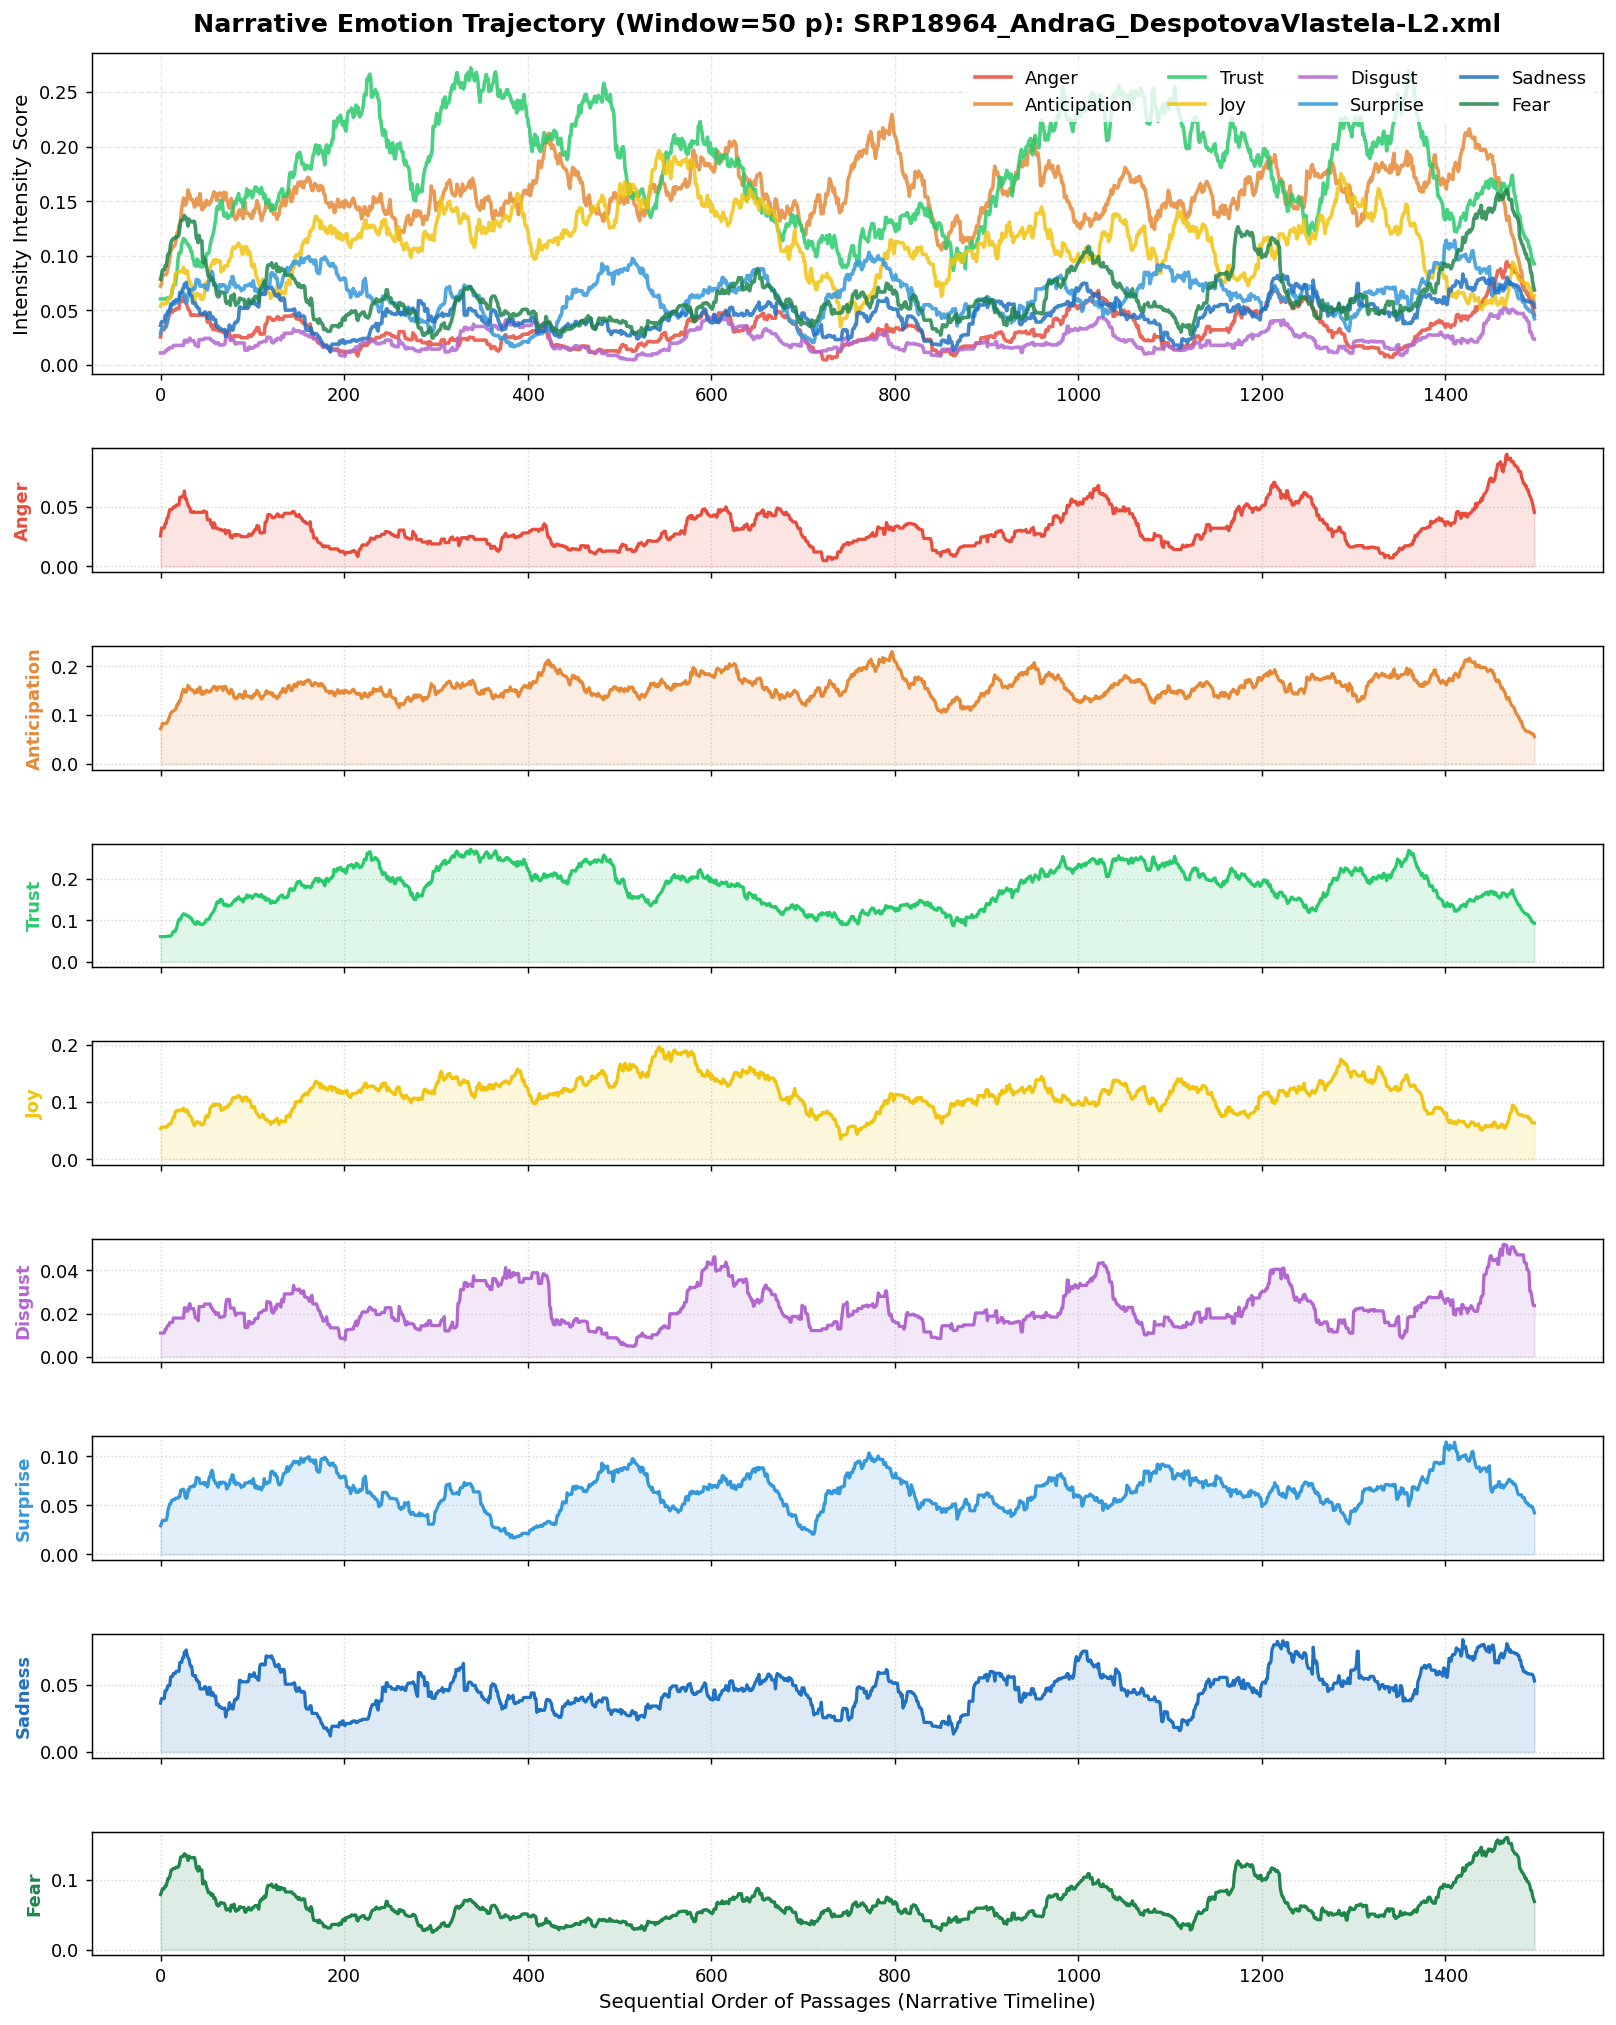 Narrative Emotion Trajectory (Window=50 p): SRP18964_AndraG_DespotovaVlastela-L2.xml
Anger Trust Disgust Sadness
Anticipation Joy Surprise Fear
Intensity Intensity Score
0.25
0.20
0.15
0.10
0.05
0.00
0 200 400 600 800 1000 1200 1400
Anger
0.05
0.00
Anticipation
0.2
0.1
0.0
Trust
0.2
0.1
0.0
Joy
0.2
0.1
0.0
Disgust
0.04
0.02
0.00
Surprise
0.10
0.05
0.00
Sadness
0.05
0.00
Fear
0.1
0.0
0 200 400 600 800 1000 1200 1400
Sequential Order of Passages (Narrative Timeline)